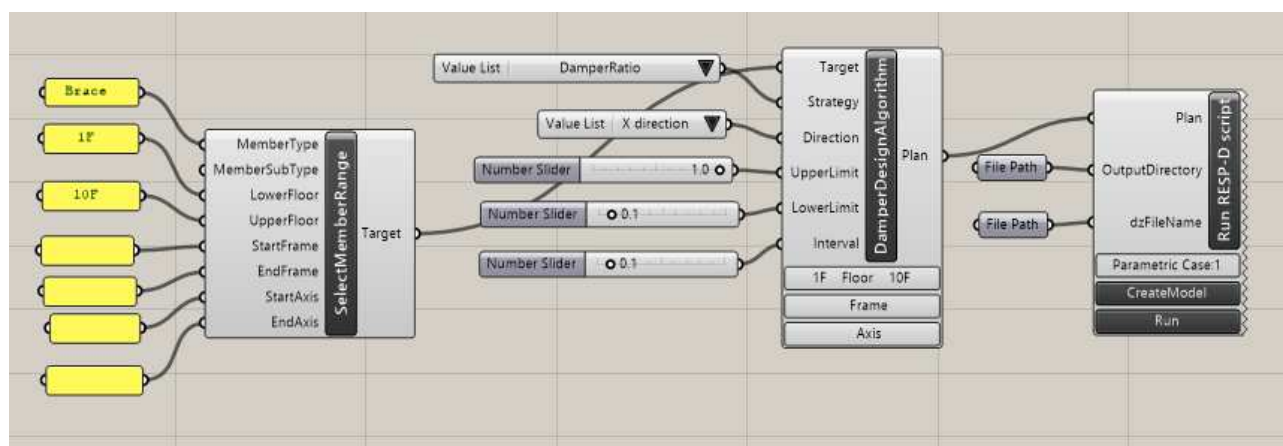 Brace
1F
10F
MemberType
MemberSubType
LowerFloor
UpperFloor
StartFrame
EndFrame
StartAxis
EndAxis
SelectMemberRange
Target
Value List DamperRatio
Value List X direction
Number Slider 1.0
Number Slider 0.1
Number Slider 0.1
Target
Strategy
Direction
UpperLimit
LowerLimit
Interval
DamperDesignAlgorithm
Plan
1F Floor 10F
Frame
Axis
File Path
File Path
Plan
OutputDirectory
dzFileName
Run RESP-D script
Parametric Case:1
CreateModel
Run